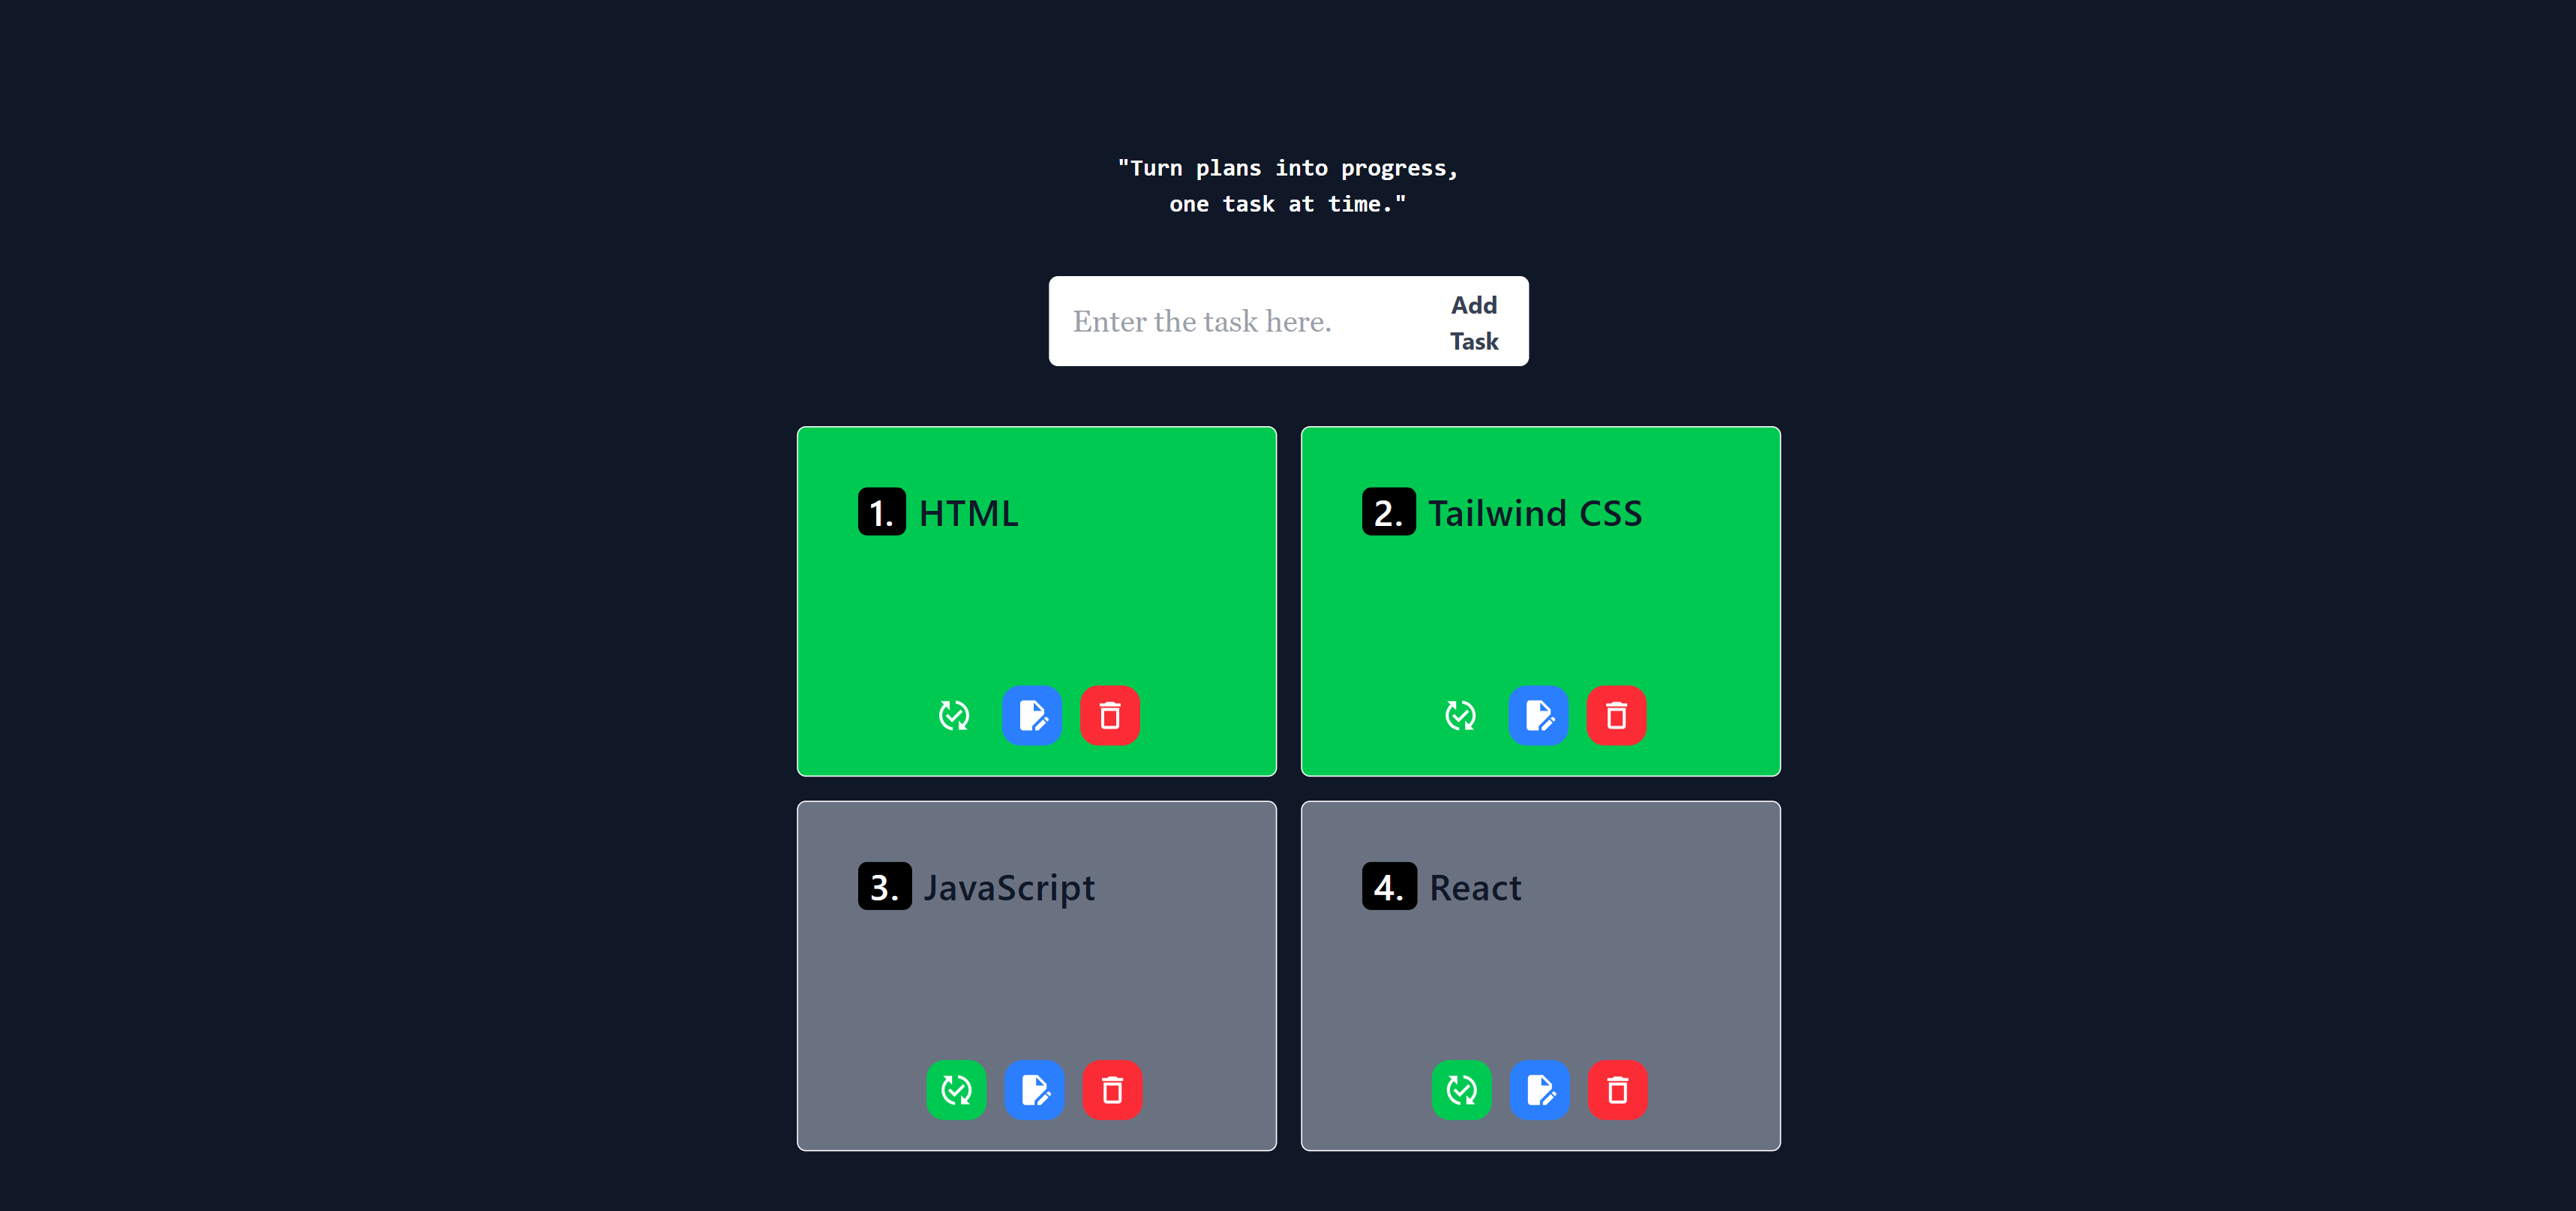 "Turn plans into progress,
one task at time."
Enter the task here.
Add
Task
1. HTML
2. Tailwind CSS
3. JavaScript
4. React